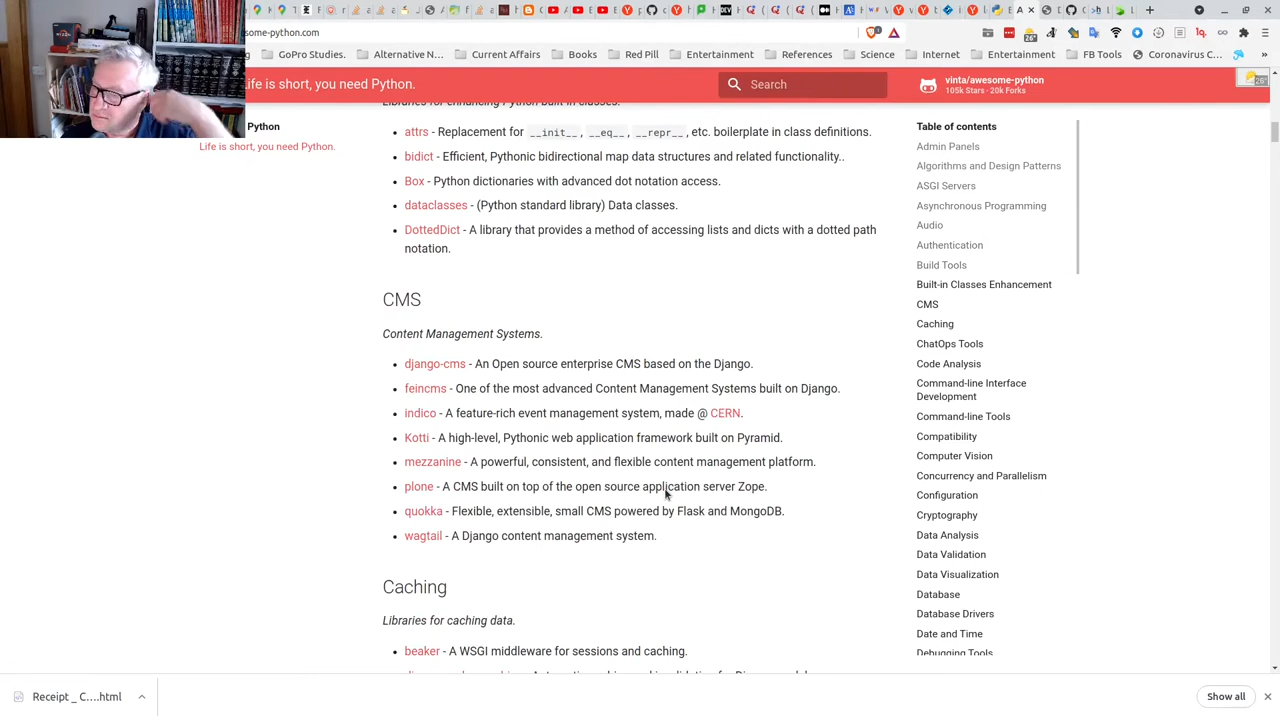 some-python.com
GoPro Studies.
Alternative N...
Current Affairs
Books
Red Pill
Entertainment
References
Science
Internet
Entertainment
FB Tools
Coronavirus C...
Life is short, you need Python.
Search
vinta/awesome-python
105k Stars · 20k Forks
26°
Python
Life is short, you need Python.
Libraries for enhancing Python built-in classes.
attrs - Replacement for __init__, __eq__, __repr__, etc. boilerplate in class definitions.
bidict - Efficient, Pythonic bidirectional map data structures and related functionality..
Box - Python dictionaries with advanced dot notation access.
dataclasses - (Python standard library) Data classes.
DottedDict - A library that provides a method of accessing lists and dicts with a dotted path
notation.
CMS
Content Management Systems.
django-cms - An Open source enterprise CMS based on the Django.
feincms - One of the most advanced Content Management Systems built on Django.
indico - A feature-rich event management system, made @ CERN.
Kotti - A high-level, Pythonic web application framework built on Pyramid.
mezzanine - A powerful, consistent, and flexible content management platform.
plone - A CMS built on top of the open source application server Zope.
quokka - Flexible, extensible, small CMS powered by Flask and MongoDB.
wagtail - A Django content management system.
Caching
Libraries for caching data.
beaker - A WSGI middleware for sessions and caching.
Table of contents
Admin Panels
Algorithms and Design Patterns
ASGI Servers
Asynchronous Programming
Audio
Authentication
Build Tools
Built-in Classes Enhancement
CMS
Caching
ChatOps Tools
Code Analysis
Command-line Interface
Development
Command-line Tools
Compatibility
Computer Vision
Concurrency and Parallelism
Configuration
Cryptography
Data Analysis
Data Validation
Data Visualization
Database
Database Drivers
Date and Time
Debugging Tools
Receipt _ C....html
Show all